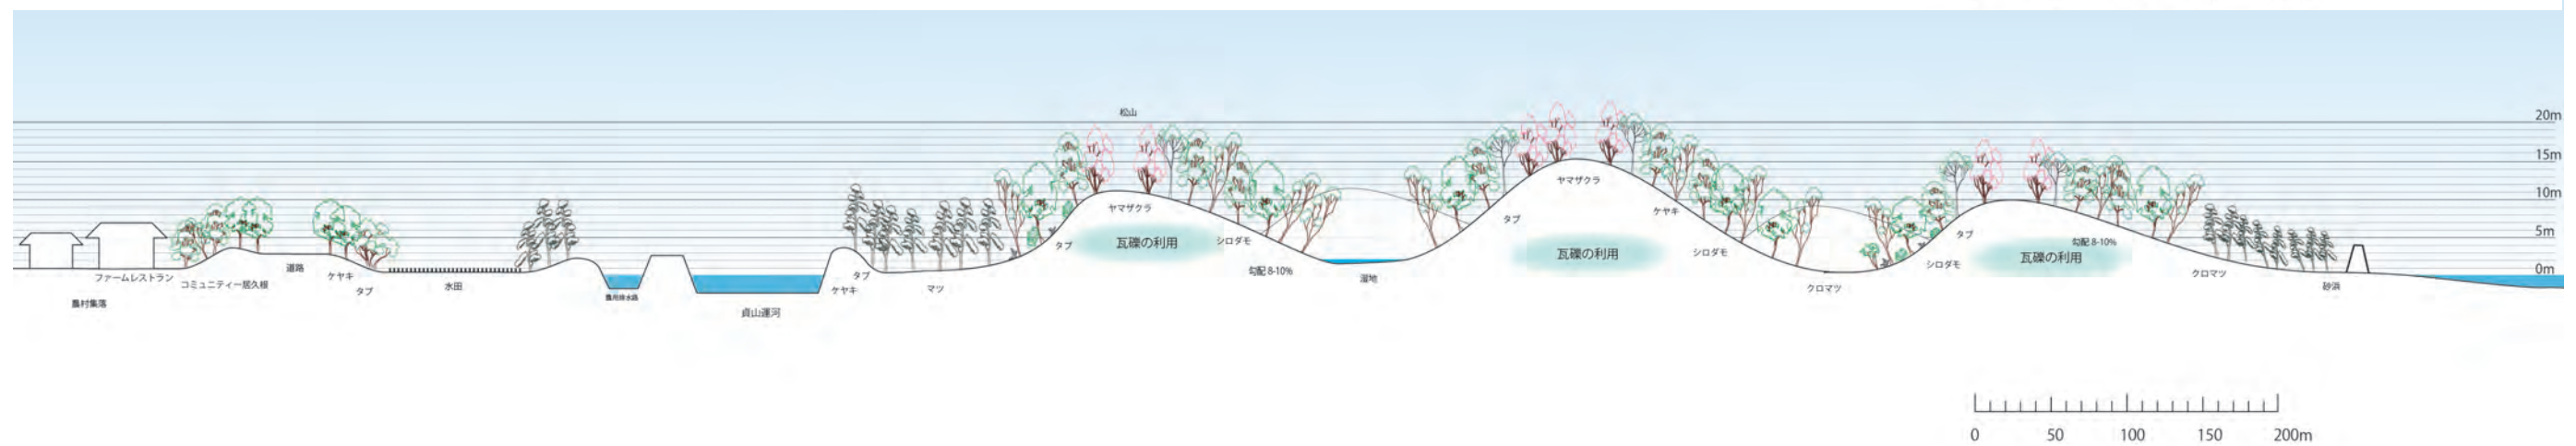 松山
20m
15m
10m
5m
0m
ヤマザクラ
ヤマザクラ
タブ
ケヤキ
タブ
瓦礫の利用
シロダモ
瓦礫の利用
シロダモ
タブ
シロダモ
瓦礫の利用
勾配 8-10%
ファームレストラン
コミュニティー居久根
道路
ケヤキ
タブ
水田
農用排水路
タブ
ケヤキ
マツ
勾配 8-10%
湿地
クロマツ
クロマツ
砂浜
農村集落
貞山運河
0 50 100 150 200m